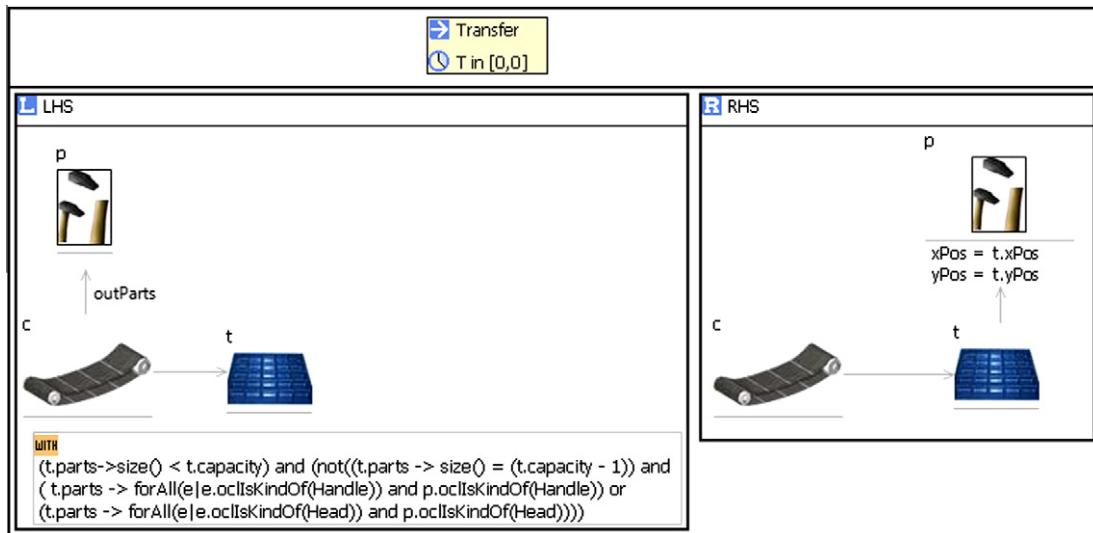 Transfer
T in [0,0]
L LHS
p
outParts
c
t
WITH
(t.parts->size() < t.capacity) and (not((t.parts -> size() = (t.capacity - 1)) and
( t.parts -> forAll(e|e.oclIsKindOf(Handle)) and p.oclIsKindOf(Handle)) or
(t.parts -> forAll(e|e.oclIsKindOf(Head)) and p.oclIsKindOf(Head))))
R RHS
p
xPos = t.xPos
yPos = t.yPos
c
t